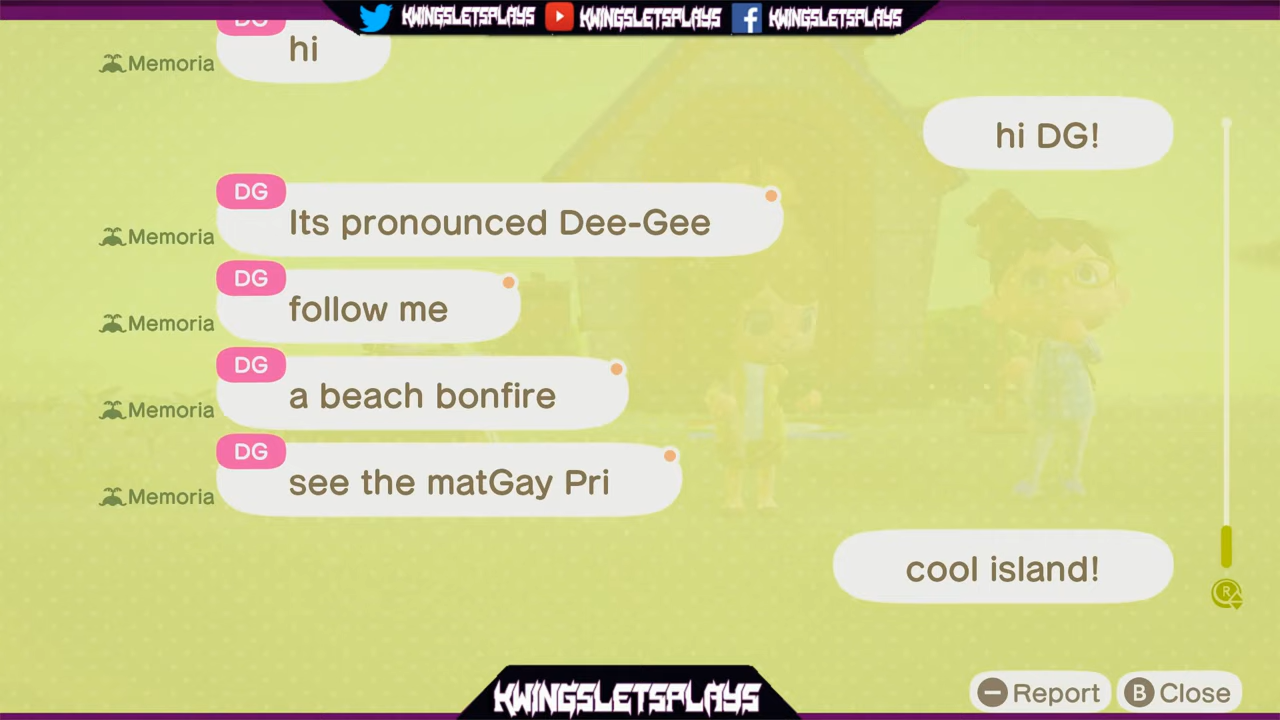 KWINGSLETSPLAYS KWINGSLETSPLAYS KWINGSLETSPLAYS
DG
hi
Memoria
hi DG!
DG
Its pronounced Dee-Gee
Memoria
DG
follow me
Memoria
DG
a beach bonfire
Memoria
DG
see the matGay Pri
Memoria
cool island!
R
KWINGSLETSPLAYS
Report B Close